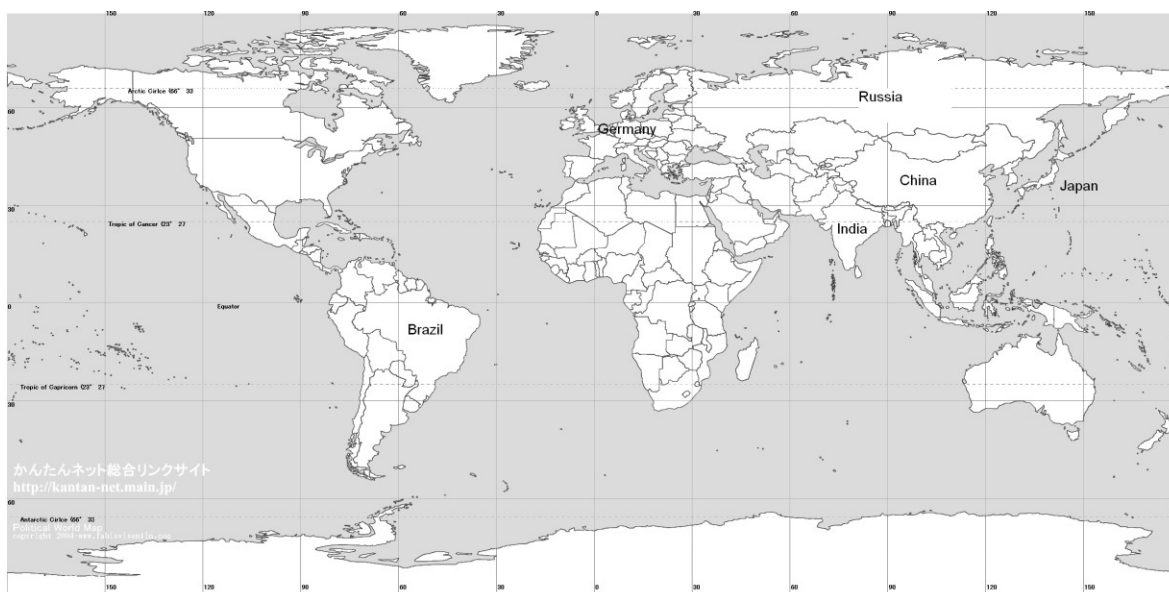 150 120 90 60 30 0 30 60 90 120 150
Arctic Cirlce (66° 33
60
Russia
Germany
China
Japan
30
Tropic of Cancer (23° 27
India
0
Equator
Brazil
Tropic of Capricorn (23° 27
30
かんたんネット総合リンクサイト
http://kantan-net.main.jp/
60
Antarctic Cirlce (66° 33
Political World Map
150 120 90 60 30 0 30 60 90 120 150